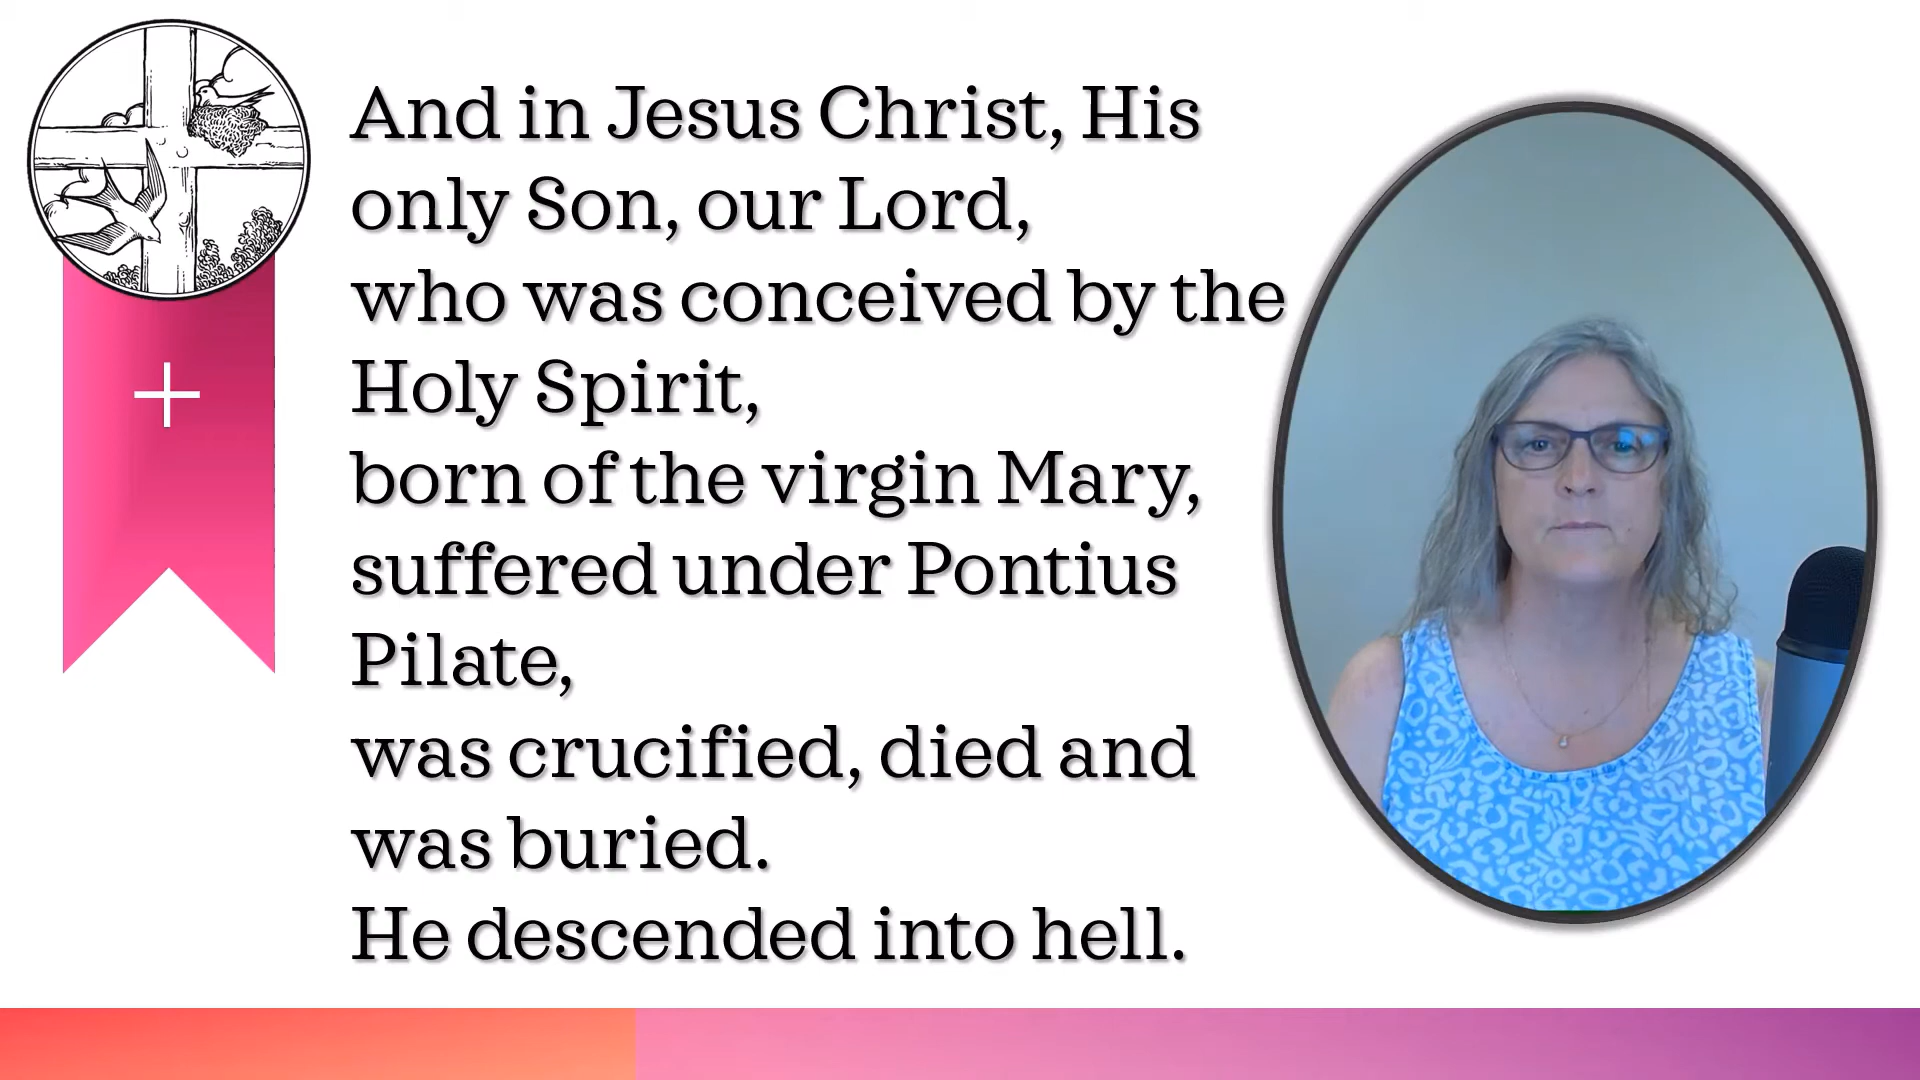 And in Jesus Christ, His
only Son, our Lord,
who was conceived by the
Holy Spirit,
born of the virgin Mary,
suffered under Pontius
Pilate,
was crucified, died and
was buried.
He descended into hell.